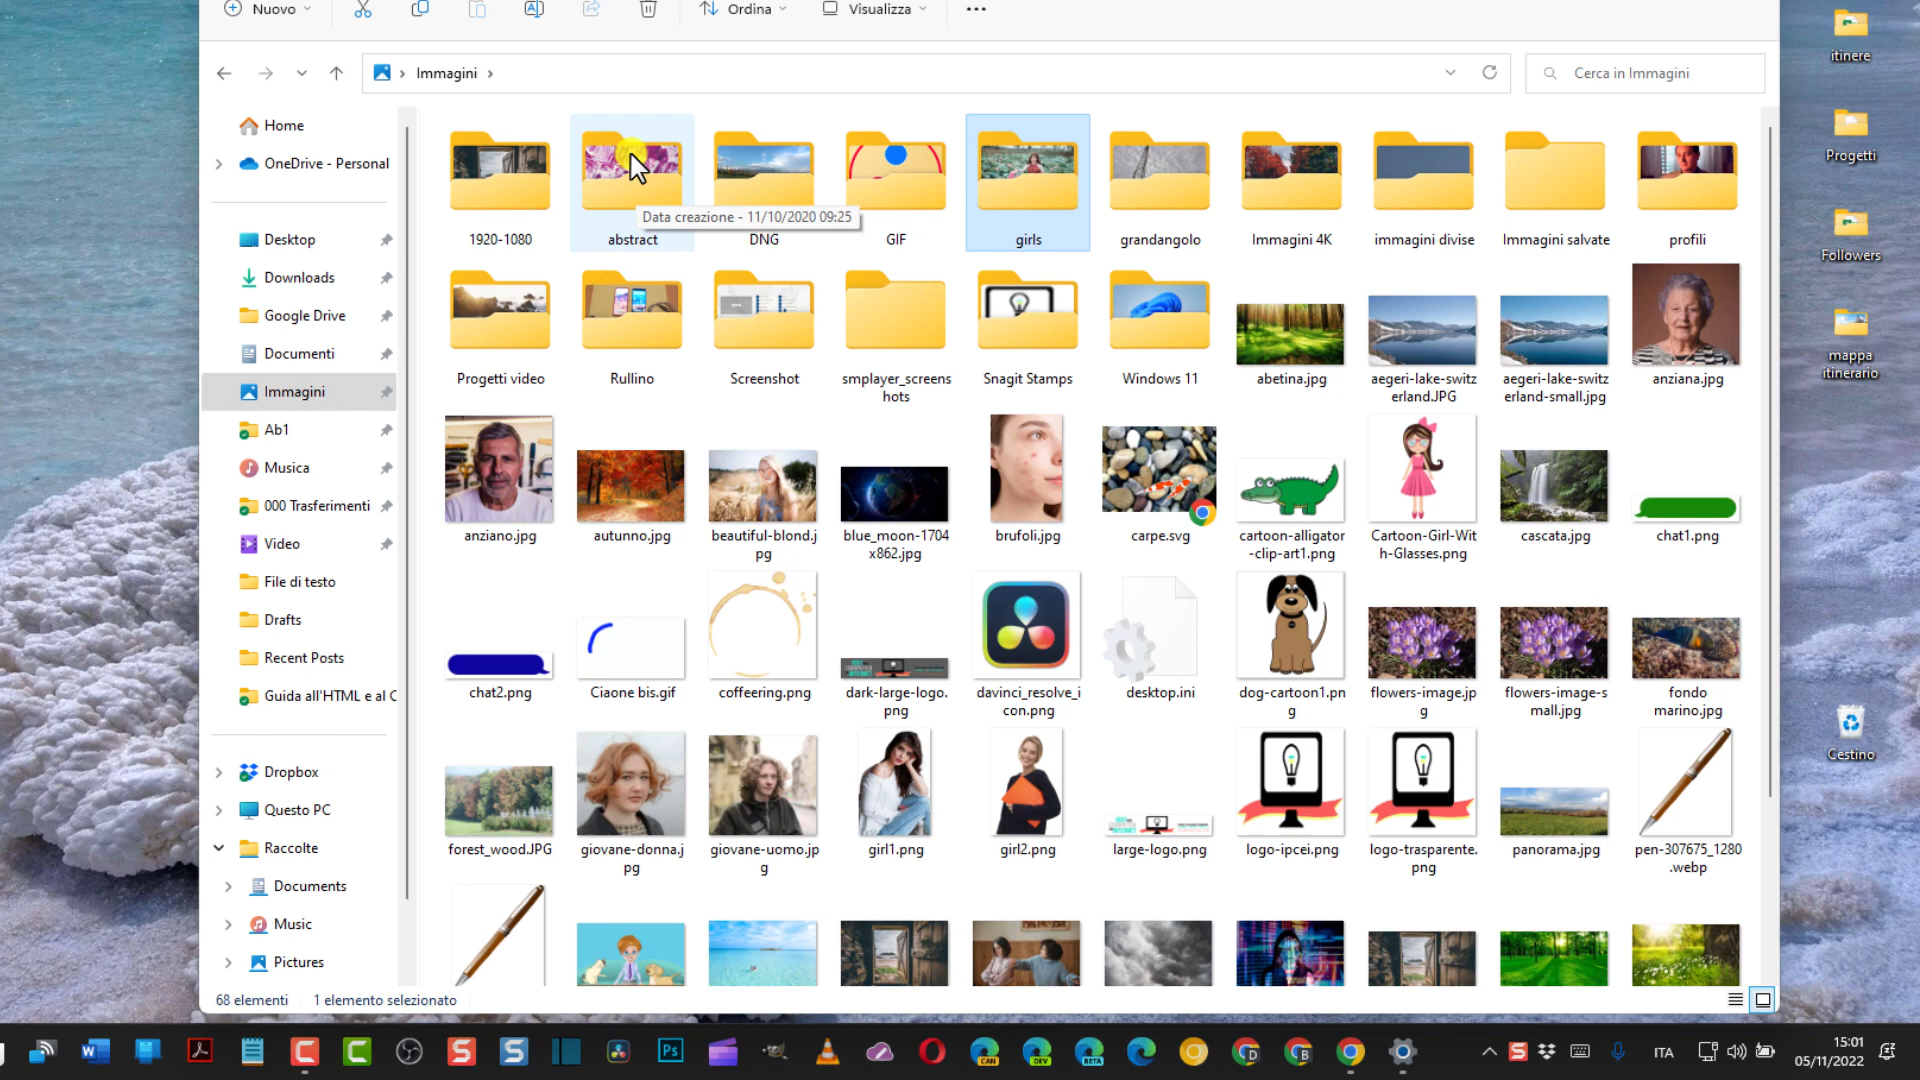 Nuovo
Ordina
Visualizza
Immagini
Cerca in Immagini
Home
OneDrive - Personal
Desktop
Downloads
Google Drive
Documenti
Immagini
Ab1
Musica
000 Trasferimenti
Video
File di testo
Drafts
Recent Posts
Guida all'HTML e al C
Dropbox
Questo PC
Raccolte
Documents
Music
Pictures
1920-1080
abstract
DNG
GIF
girls
grandangolo
Immagini 4K
immagini divise
Immagini salvate
profili
Data creazione - 11/10/2020 09:25
Progetti video
Rullino
Screenshot
smplayer_screens
hots
Snagit Stamps
Windows 11
abetina.jpg
aegeri-lake-switz
erland.JPG
aegeri-lake-switz
erland-small.jpg
anziana.jpg
anziano.jpg
autunno.jpg
beautiful-blond.j
pg
blue_moon-1704
x862.jpg
brufoli.jpg
carpe.svg
cartoon-alligator
-clip-art1.png
Cartoon-Girl-Wit
h-Glasses.png
cascata.jpg
chat1.png
chat2.png
Ciaone bis.gif
coffeering.png
dark-large-logo.
png
davinci_resolve_i
con.png
desktop.ini
dog-cartoon1.pn
g
flowers-image.jp
g
flowers-image-s
mall.jpg
fondo
marino.jpg
forest_wood.JPG
giovane-donna.j
pg
giovane-uomo.jp
g
girl1.png
girl2.png
large-logo.png
logo-ipcei.png
logo-trasparente.
png
panorama.jpg
pen-307675_1280
.webp
68 elementi
1 elemento selezionato
itinere
Progetti
Followers
mappa
itinerario
Cestino
CAN
DEV
BETA
Ps
ITA
15:01
05/11/2022